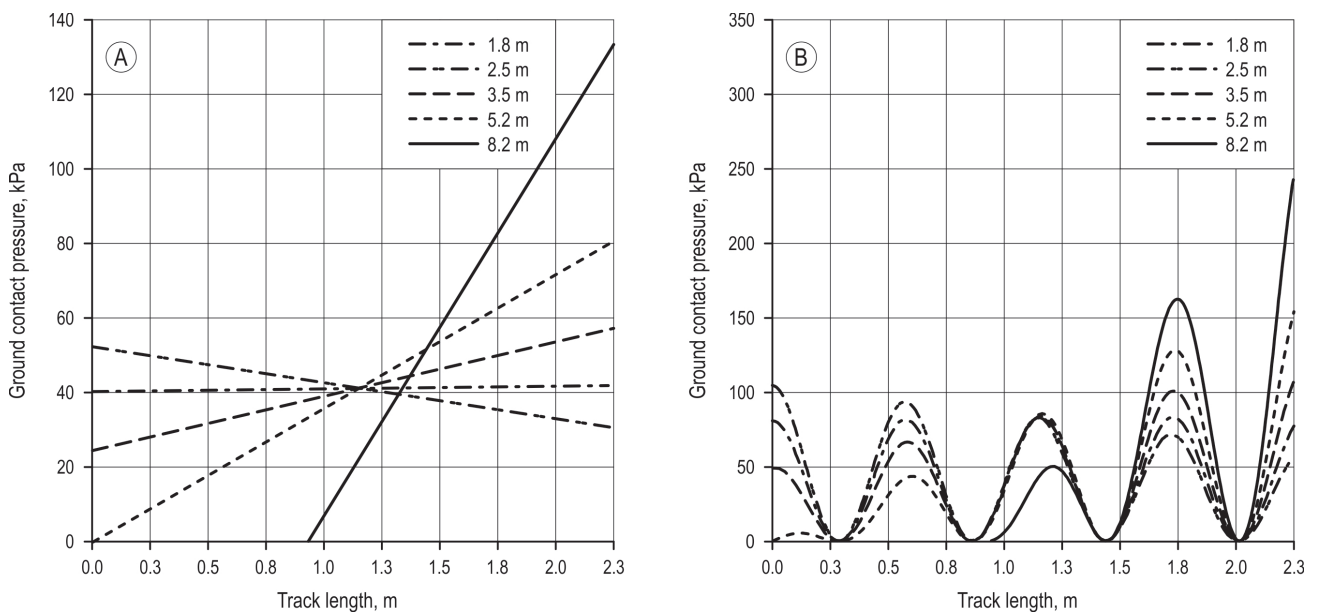 140
120
100
80
60
40
20
0
Ground contact pressure, kPa
A
1.8 m
2.5 m
3.5 m
5.2 m
8.2 m
0.0 0.3 0.5 0.8 1.0 1.3 1.5 1.8 2.0 2.3
Track length, m
350
300
250
200
150
100
50
0
Ground contact pressure, kPa
B
1.8 m
2.5 m
3.5 m
5.2 m
8.2 m
0.0 0.3 0.5 0.8 1.0 1.3 1.5 1.8 2.0 2.3
Track length, m